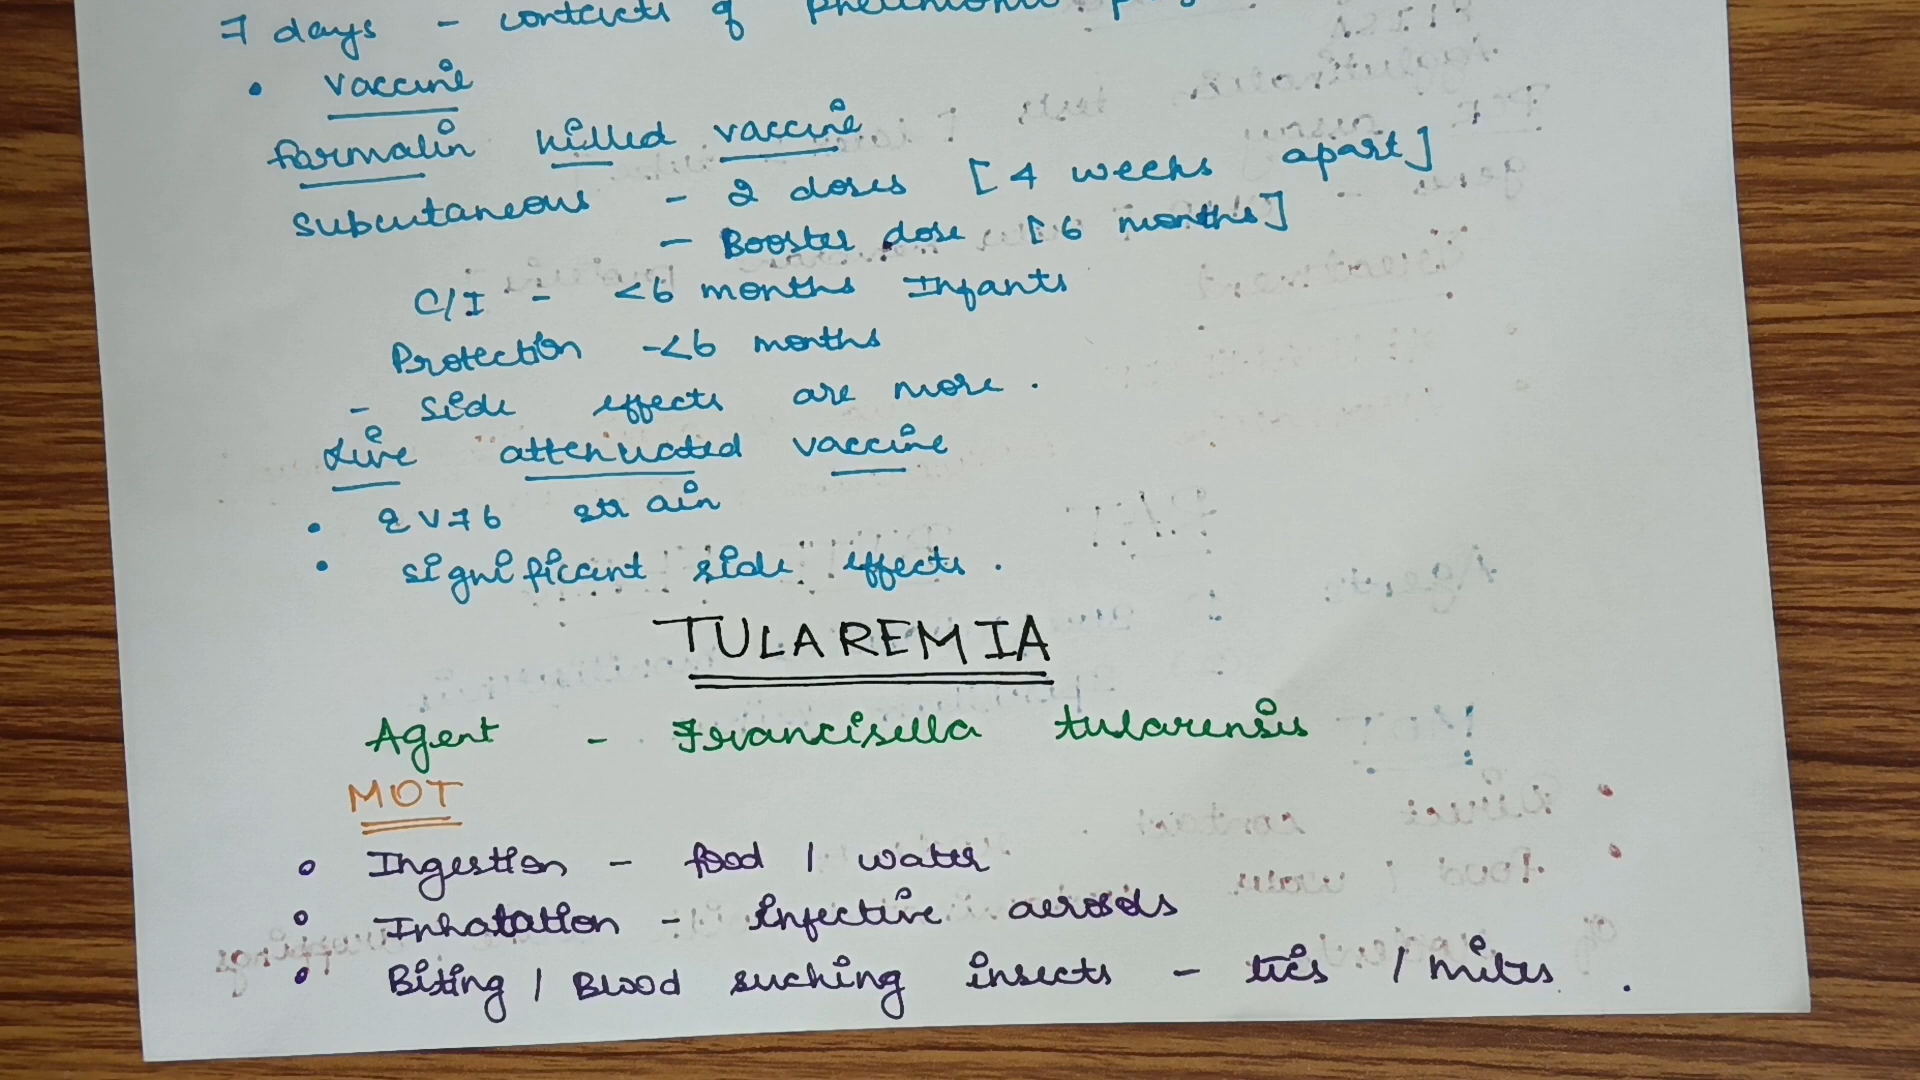 7 days - contacts of pneumonic
• vaccine
formalin killed vaccine
subcutaneous - 2 doses [4 weeks apart]
- Booster dose [6 months]
C/I - <6 months Infants
Protection - <6 months
- side effects are more.
Live attenuated vaccine
• EV76 strain
• significant side effects.
TULAREMIA
Agent - Francisella tularensis
MOT
• Ingestion - food / water
• Inhalation - infective aerosols
• Biting / Blood sucking insects - tics / mites.